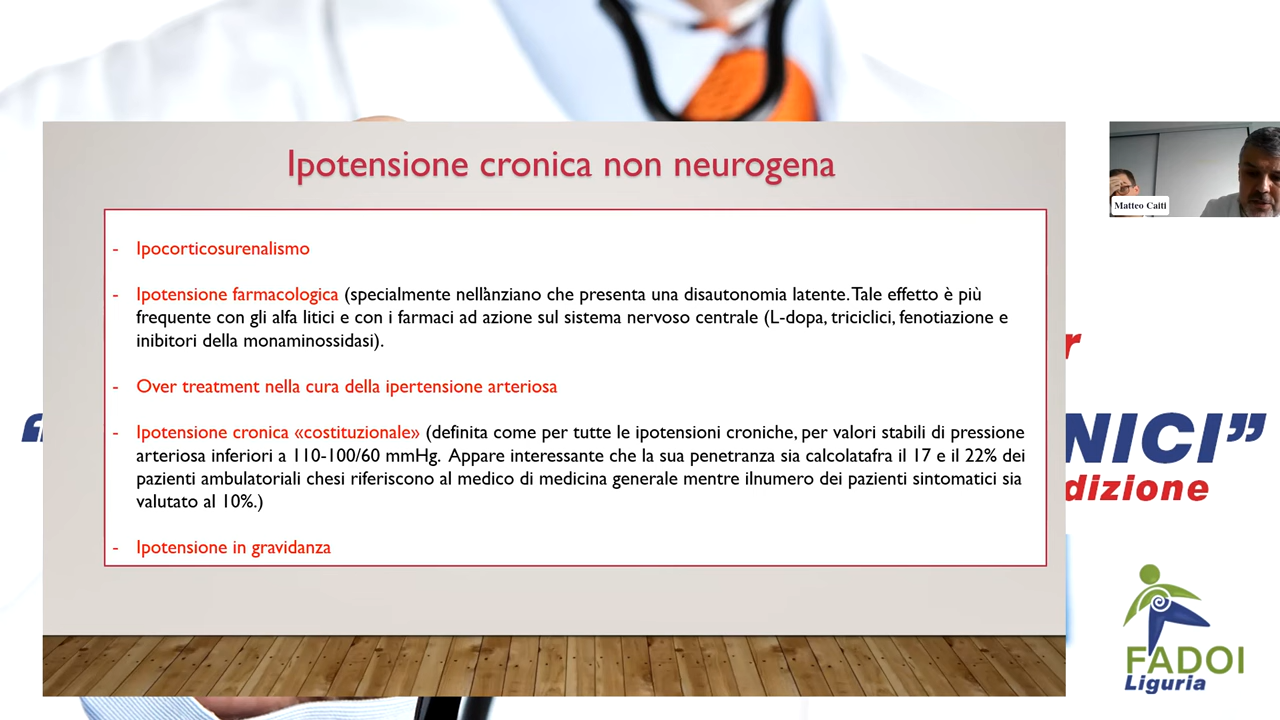 Ipotensione cronica non neurogena
- Ipocorticosurenalismo
- Ipotensione farmacologica (specialmente nell'anziano che presenta una disautonomia latente. Tale effetto è più
frequente con gli alfa litici e con i farmaci ad azione sul sistema nervoso centrale (L-dopa, triciclici, fenotiazione e
inibitori della monaminossidasi).
- Over treatment nella cura della ipertensione arteriosa
- Ipotensione cronica «costituzionale» (definita come per tutte le ipotensioni croniche, per valori stabili di pressione
arteriosa inferiori a 110-100/60 mmHg. Appare interessante che la sua penetranza sia calcolatafra il 17 e il 22% dei
pazienti ambulatoriali chesi riferiscono al medico di medicina generale mentre ilnumero dei pazienti sintomatici sia
valutato al 10%.)
- Ipotensione in gravidanza
Matteo Caiti
r
“
NICI”
dizione
FADOI
Liguria